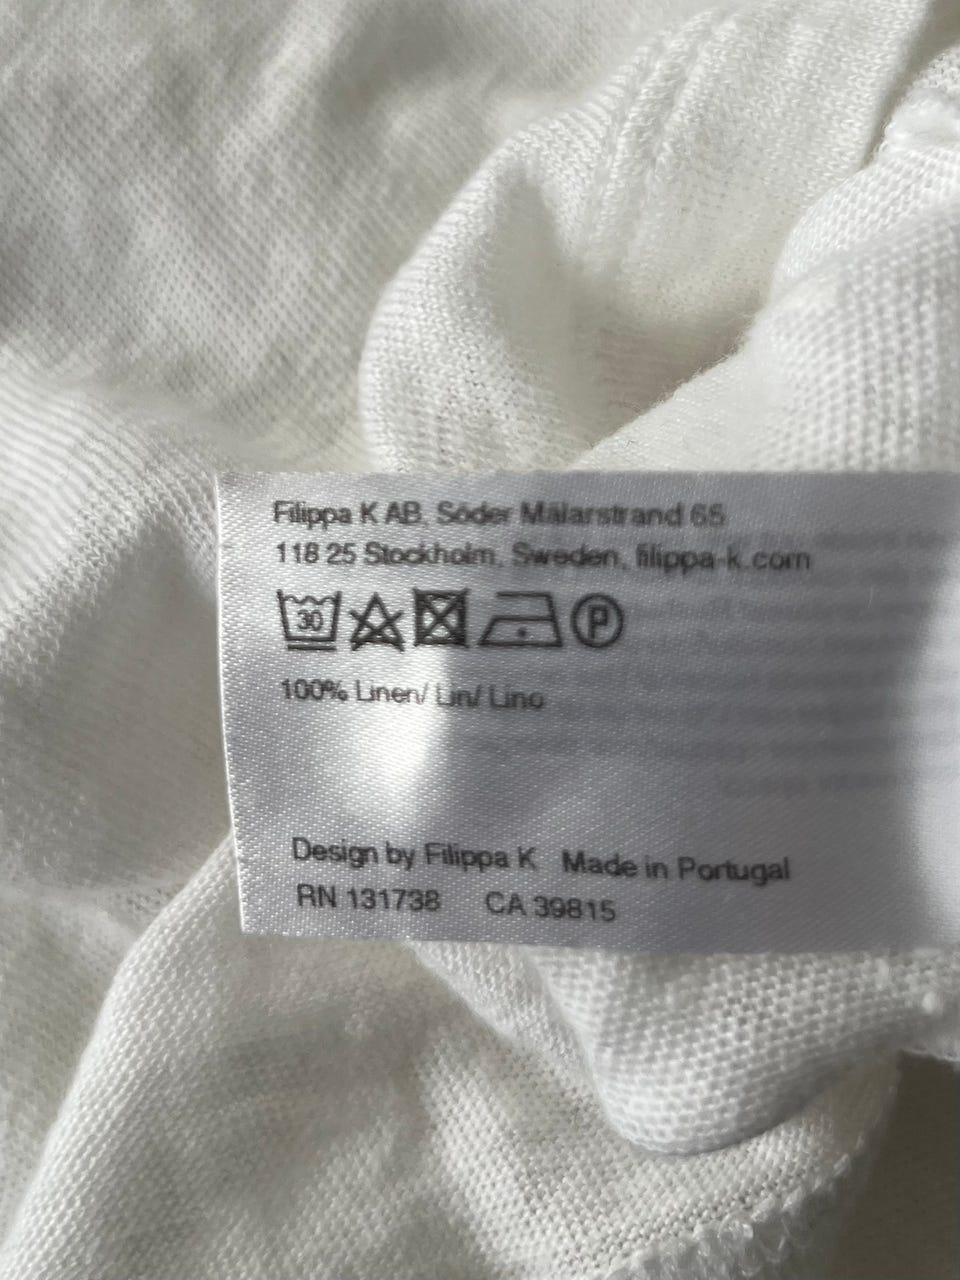 Filippa K AB, Söder Mälarstrand 65
118 25 Stockholm, Sweden, filippa-k.com
30 P
100% Linen/ Lin/ Lino
Design by Filippa K Made in Portugal
RN 131738 CA 39815